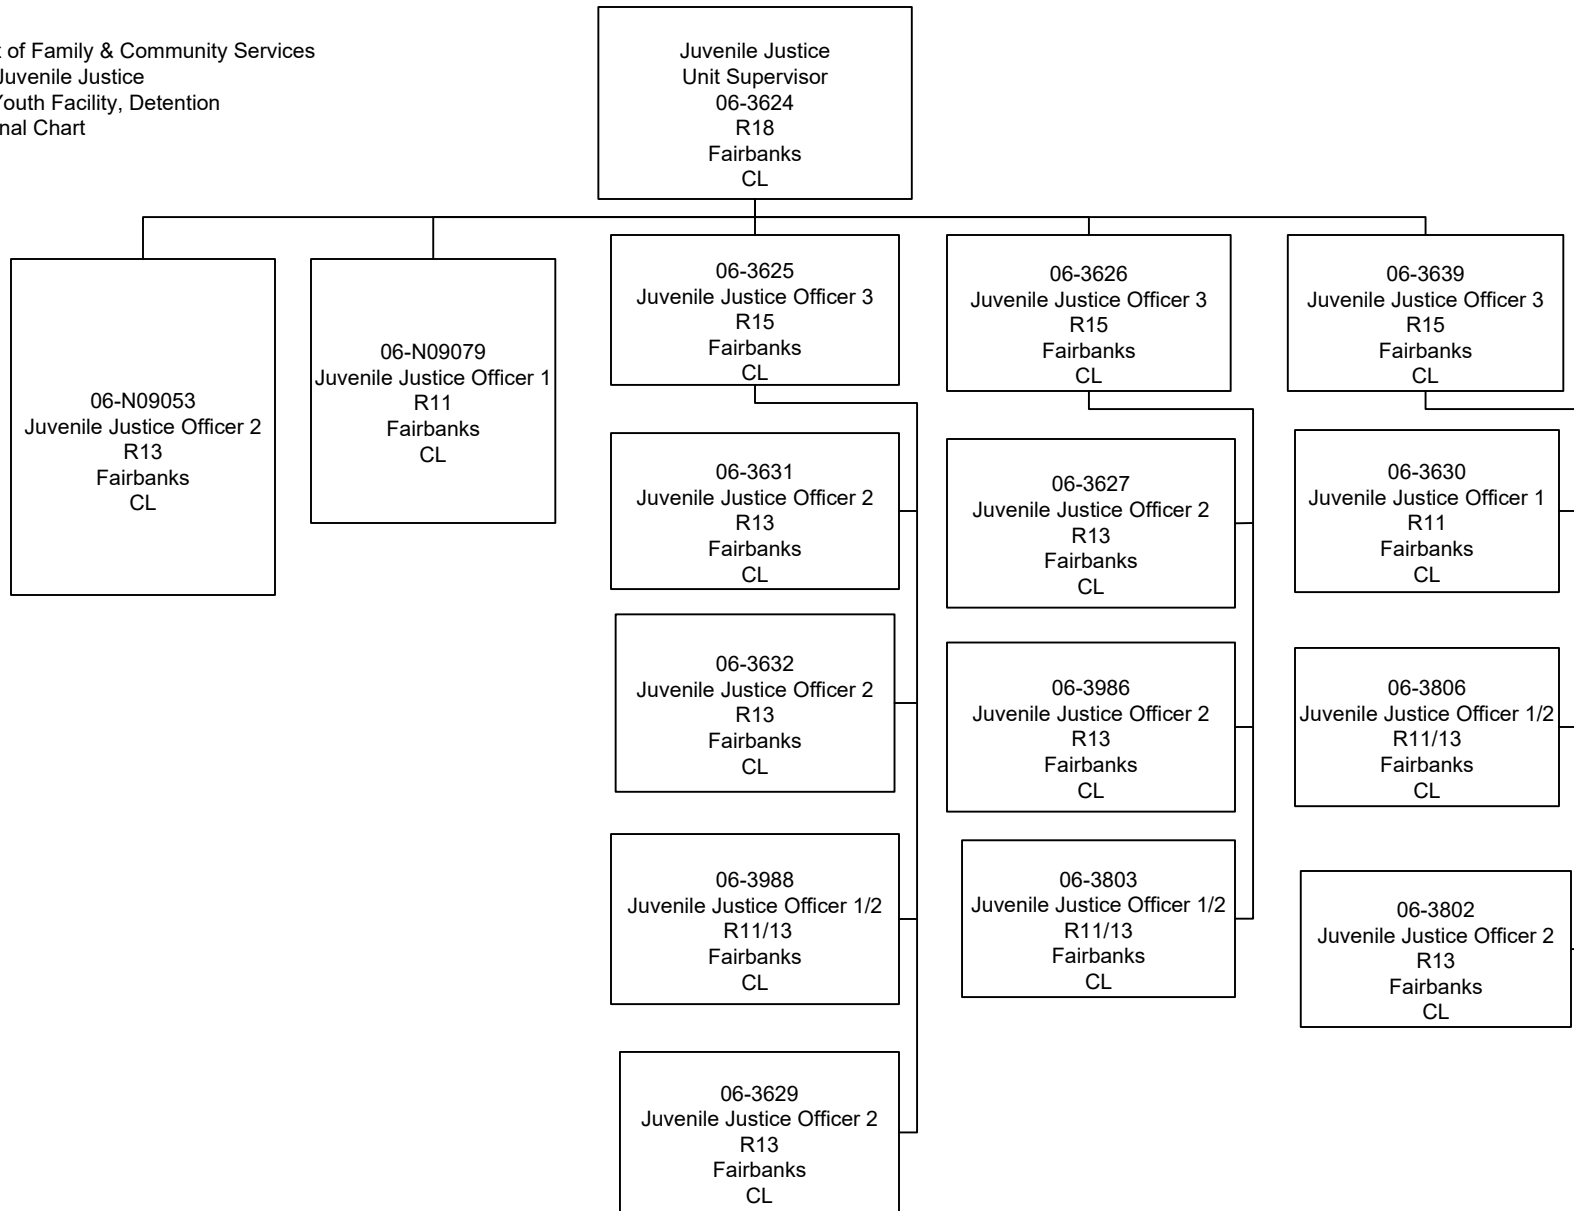 of Family & Community Services
Juvenile Justice
Youth Facility, Detention
nal Chart
Juvenile Justice
Unit Supervisor
06-3624
R18
Fairbanks
CL
06-N09053
Juvenile Justice Officer 2
R13
Fairbanks
CL
06-N09079
Juvenile Justice Officer 1
R11
Fairbanks
CL
06-3625
Juvenile Justice Officer 3
R15
Fairbanks
CL
06-3631
Juvenile Justice Officer 2
R13
Fairbanks
CL
06-3632
Juvenile Justice Officer 2
R13
Fairbanks
CL
06-3988
Juvenile Justice Officer 1/2
R11/13
Fairbanks
CL
06-3629
Juvenile Justice Officer 2
R13
Fairbanks
CL
06-3626
Juvenile Justice Officer 3
R15
Fairbanks
CL
06-3627
Juvenile Justice Officer 2
R13
Fairbanks
CL
06-3986
Juvenile Justice Officer 2
R13
Fairbanks
CL
06-3803
Juvenile Justice Officer 1/2
R11/13
Fairbanks
CL
06-3639
Juvenile Justice Officer 3
R15
Fairbanks
CL
06-3630
Juvenile Justice Officer 1
R11
Fairbanks
CL
06-3806
Juvenile Justice Officer 1/2
R11/13
Fairbanks
CL
06-3802
Juvenile Justice Officer 2
R13
Fairbanks
CL